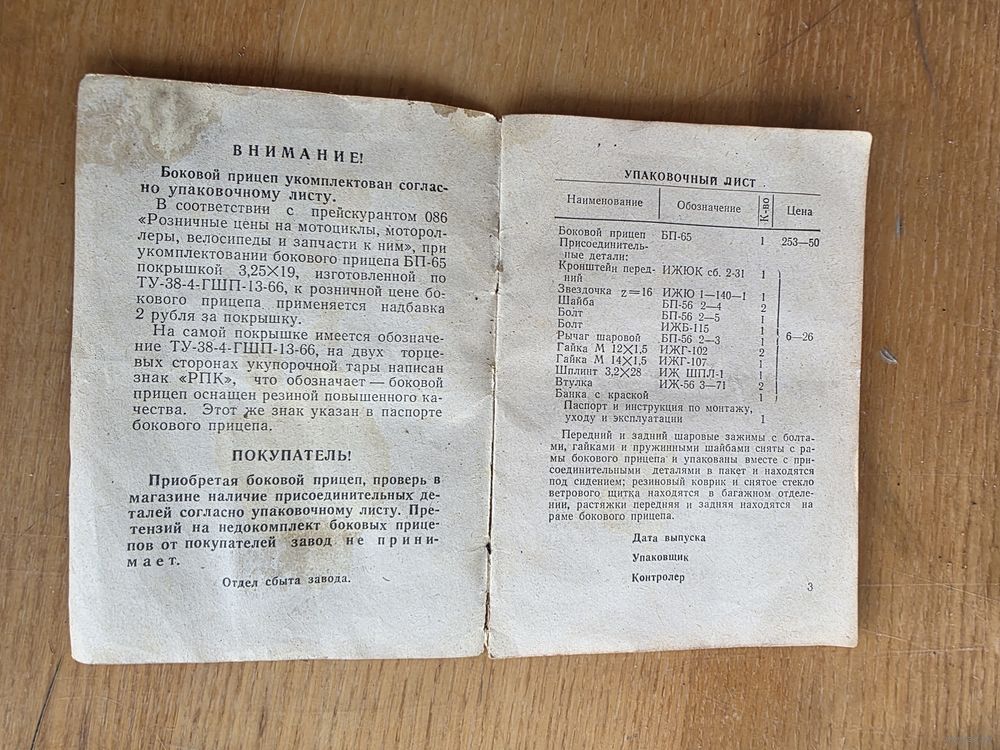 ВНИМАНИЕ!
Боковой прицеп укомплектован соглас-
но упаковочному листу.
В соответствии с прейскурантом 086
«Розничные цены на мотоциклы, моторол-
леры, велосипеды и запчасти к ним», при
укомплектовании бокового прицепа БП-65
покрышкой 3,25×19, изготовленной по
ТУ-38-4-ГШП-13-66, к розничной цене бо-
кового прицепа применяется надбавка
2 рубля за покрышку.
На самой покрышке имеется обозначе-
ние ТУ-38-4-ГШП-13-66, на двух торце-
вых сторонах укупорочной тары написан
знак «РПК», что обозначает — боковой
прицеп оснащен резиной повышенного ка-
чества. Этот же знак указан в паспорте
бокового прицепа.
ПОКУПАТЕЛЬ!
Приобретая боковой прицеп, проверь в
магазине наличие присоединительных де-
талей согласно упаковочному листу. Пре-
тензий на недокомплект боковых прице-
пов от покупателей завод не прини-
мает.
Отдел сбыта завода.
УПАКОВОЧНЫЙ ЛИСТ
Наименование Обозначение К-во Цена
Боковой прицеп БП-65 1 253—50
Присоединитель-
ные детали:
Кронштейн перед- ИЖЮК сб. 2-31 1
ний
Звездочка z=16 ИЖЮ 1—140—1 1
Шайба БП-56 2—4 2
Болт БП-56 2—5 1
Болт ИЖБ-115 1
Рычаг шаровой БП-56 2—3 1 6—26
Гайка М 12×1,5 ИЖГ-102 2
Гайка М 14×1,5 ИЖГ-107 1
Шплинт 3,2×28 ИЖ ШПЛ-1 1
Втулка ИЖ-56 3—71 2
Банка с краской 1
Паспорт и инструкция по монтажу,
уходу и эксплуатации 1
Передний и задний шаровые зажимы с болта-
ми, гайками и пружинными шайбами сняты с ра-
мы бокового прицепа и упакованы вместе с при-
соединительными деталями в пакет и находятся
под сидением; резиновый коврик и снятое стекло
ветрового щитка находятся в багажном отделе-
нии, растяжки передняя и задняя находятся на
раме бокового прицепа.
Дата выпуска
Упаковщик
Контролер
3